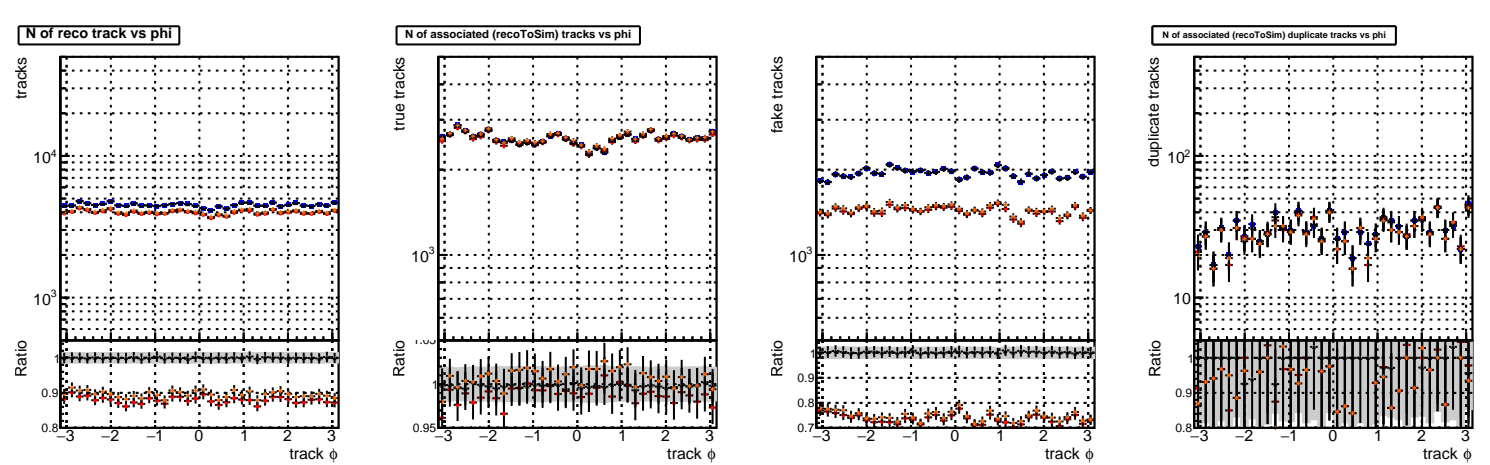 N of reco track vs phi
tracks
10^4
10^3
Ratio
1
0.9
0.8
−3 −2 −1 0 1 2 3
track ϕ
N of associated (recoToSim) tracks vs phi
true tracks
10^3
Ratio
1
0.95
−3 −2 −1 0 1 2 3
track ϕ
fake tracks
10^3
Ratio
1
0.9
0.8
0.7
−3 −2 −1 0 1 2 3
track ϕ
N of associated (recoToSim) duplicate tracks vs phi
duplicate tracks
10^2
10
Ratio
1
0.9
0.8
−3 −2 −1 0 1 2 3
track ϕ